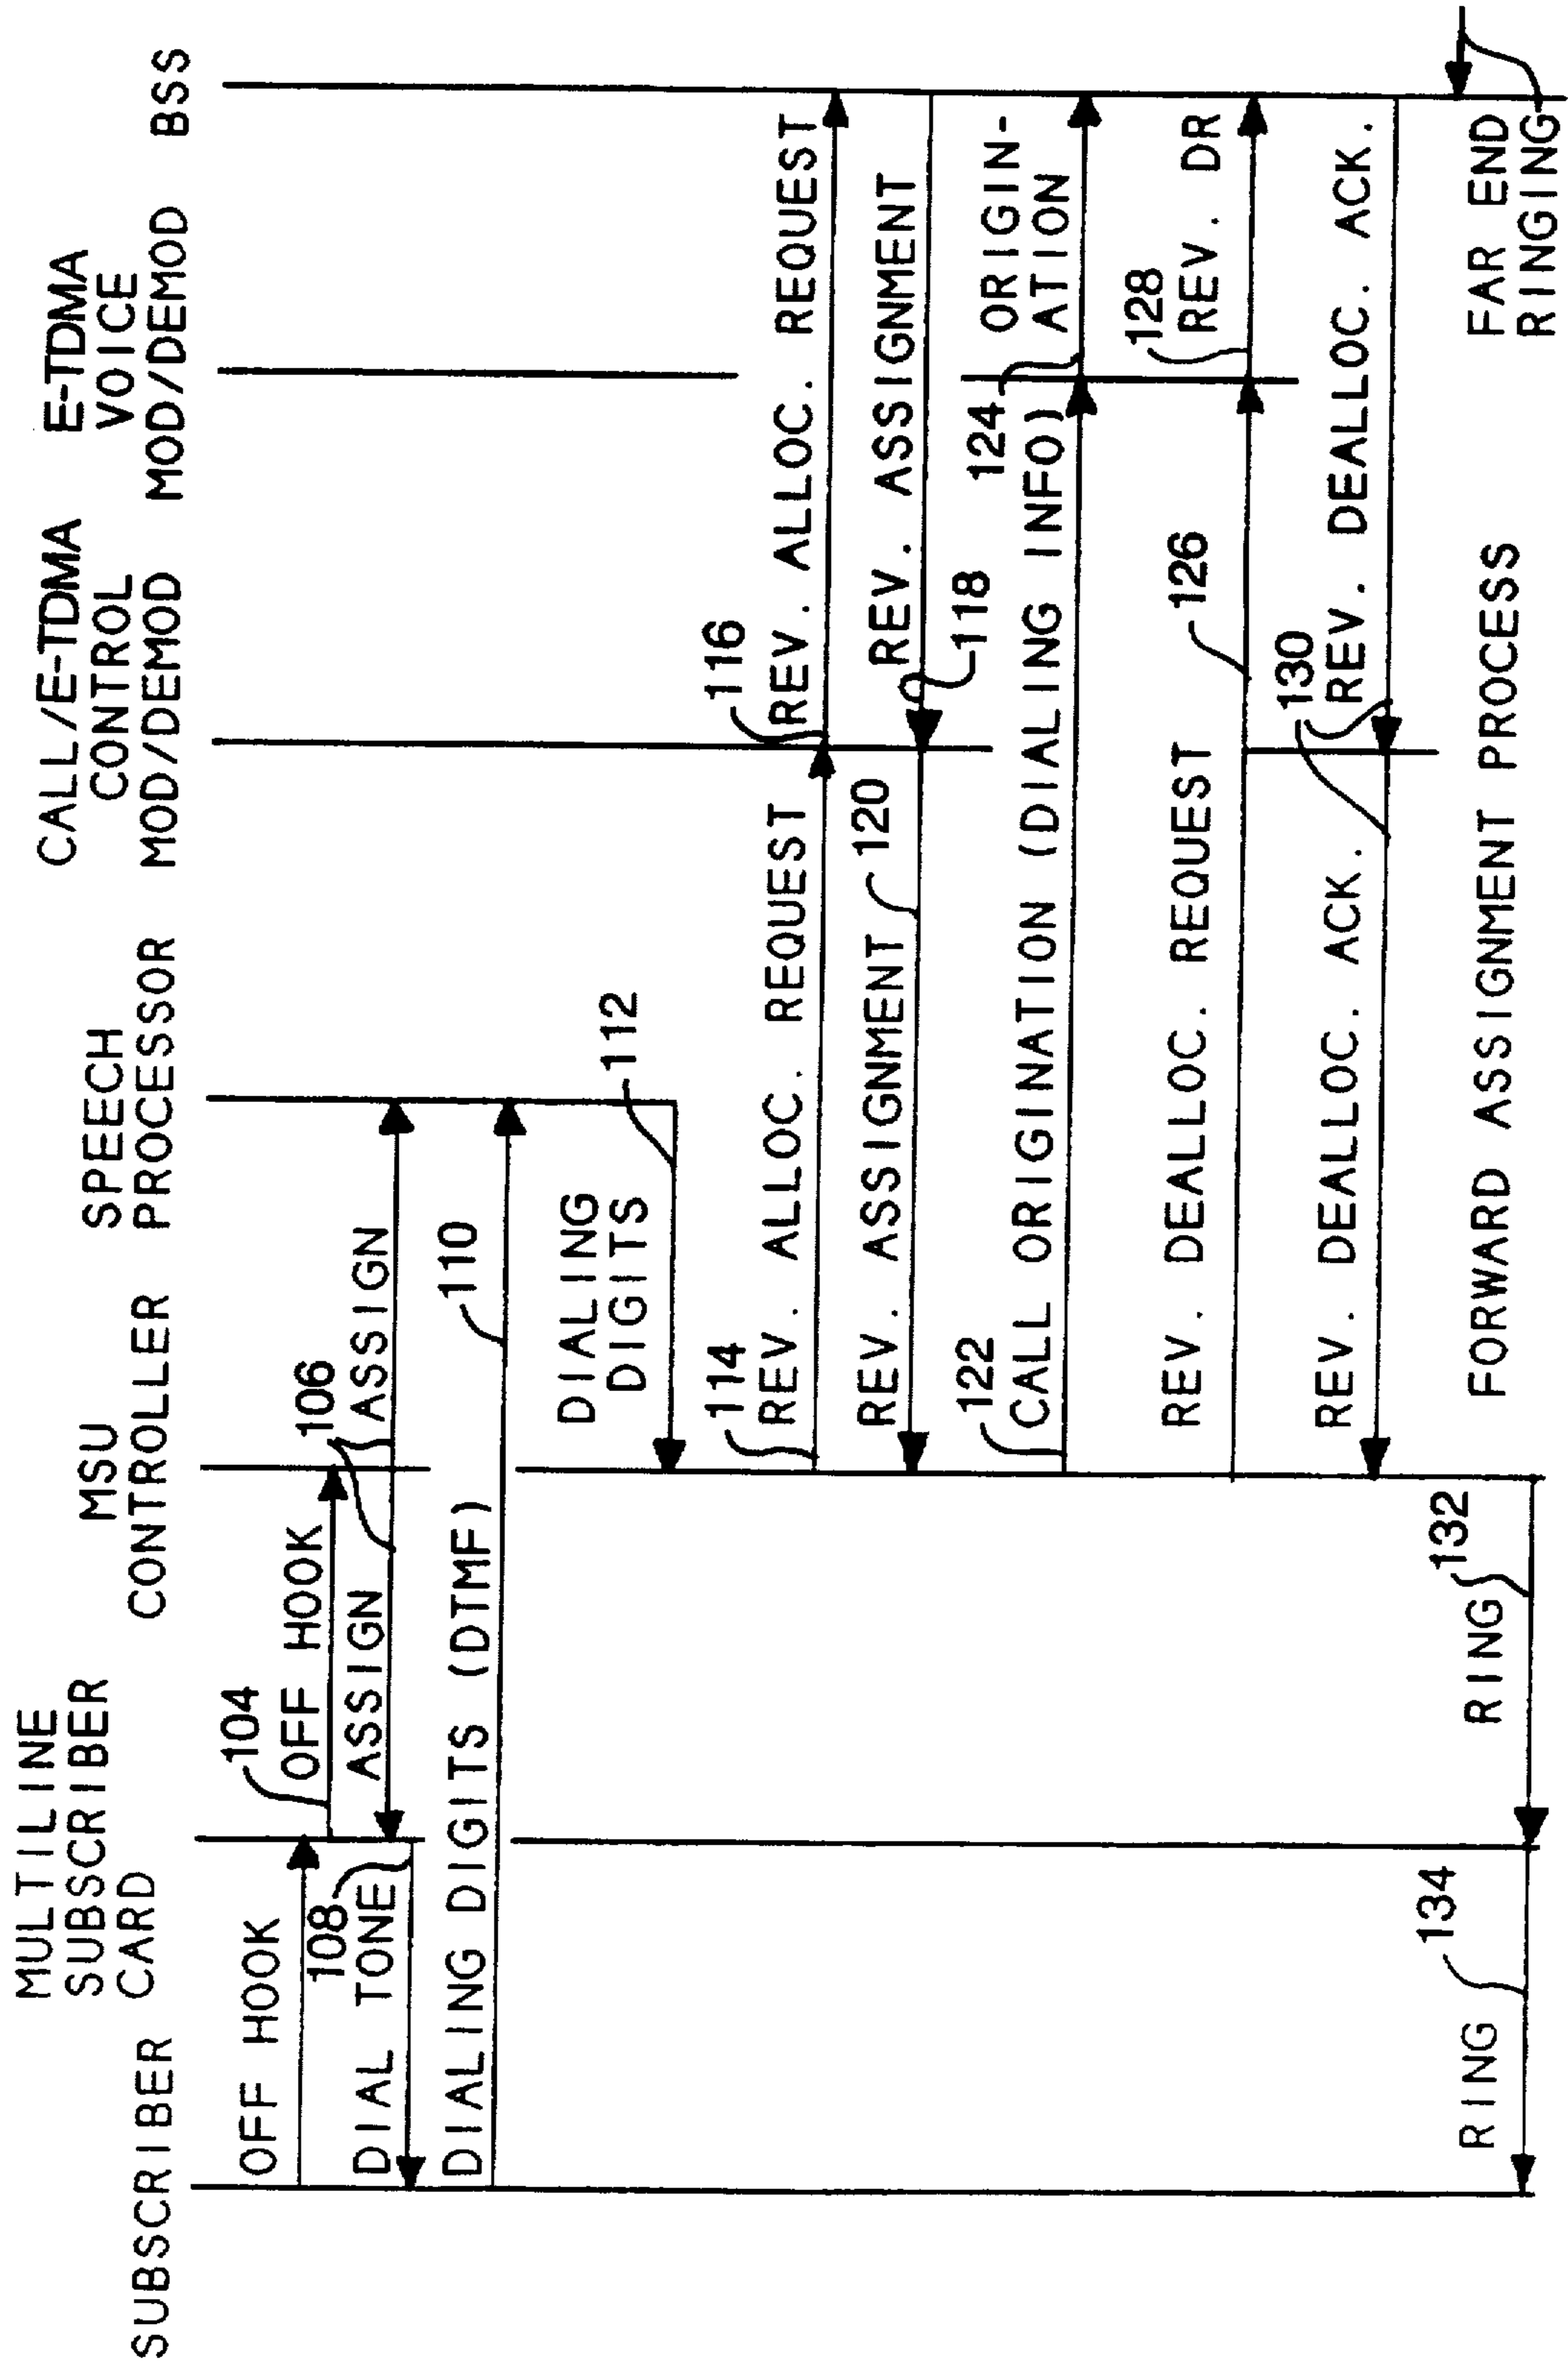 SUBSCRIBER
MULTILINE
SUBSCRIBER
CARD
MSU
CONTROLLER
SPEECH
PROCESSOR
CALL/E-TDMA
CONTROL
MOD/DEMOD
E-TDMA
VOICE
MOD/DEMOD
BSS
OFF HOOK
104
OFF HOOK
106
ASSIGN
ASSIGN
108
DIAL TONE
DIALING DIGITS (DTMF)
110
DIALING
DIGITS
112
114
REV. ALLOC. REQUEST
116
REV. ALLOC. REQUEST
REV. ASSIGNMENT
120
REV. ASSIGNMENT
118
122
CALL ORIGINATION (DIALING INFO)
124
ORIGIN-
ATION
REV. DEALLOC. REQUEST
126
128
REV. DR
REV. DEALLOC. ACK.
130
REV. DEALLOC. ACK.
FORWARD ASSIGNMENT PROCESS
FAR END
RINGING
RING
132
RING
134